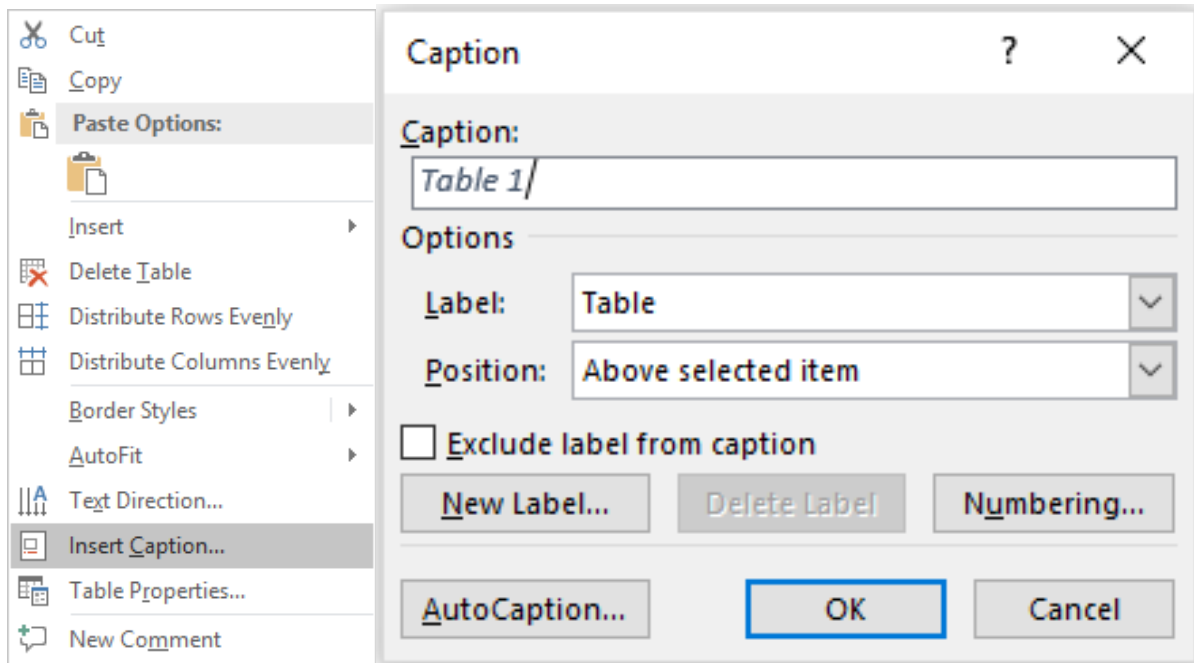 Cut
Copy
Paste Options:
Insert
Delete Table
Distribute Rows Evenly
Distribute Columns Evenly
Border Styles
AutoFit
Text Direction...
Insert Caption...
Table Properties...
New Comment
Caption
?
Caption:
Table 1
Options
Label: Table
Position: Above selected item
Exclude label from caption
New Label... Delete Label Numbering...
AutoCaption... OK Cancel